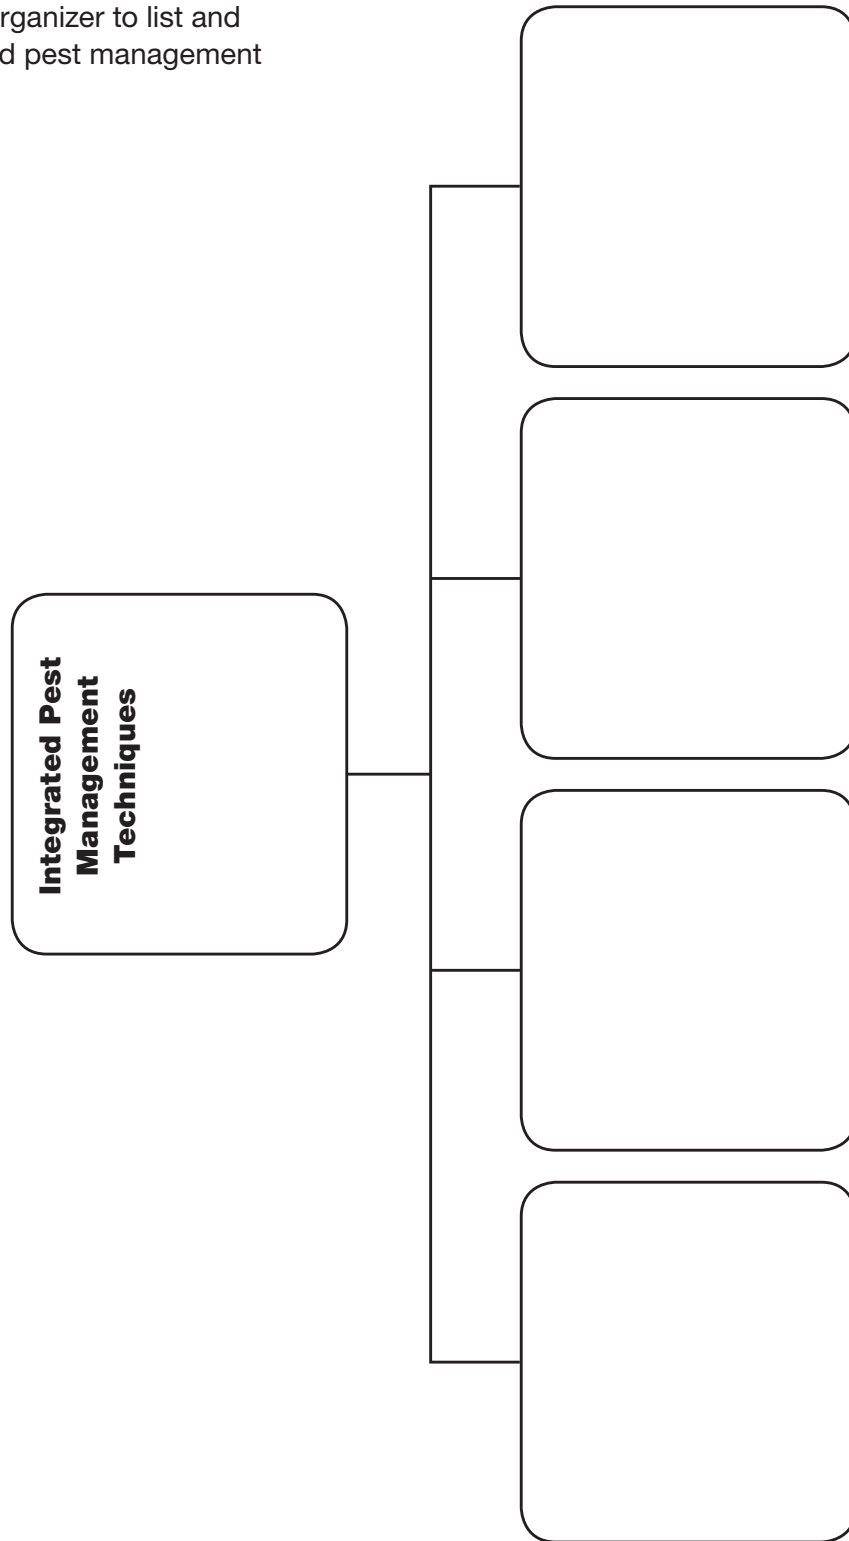 rganizer to list and
d pest management
Integrated Pest
Management
Techniques